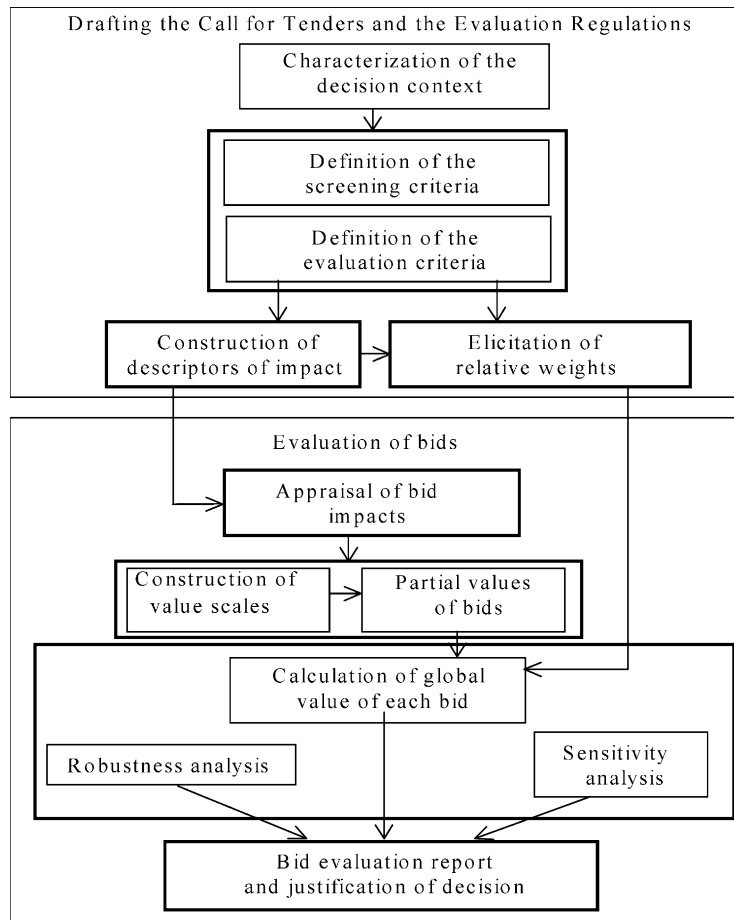 Drafting the Call for Tenders and the Evaluation Regulations
Characterization of the
decision context
Definition of the
screening criteria
Definition of the
evaluation criteria
Construction of
descriptors of impact
Elicitation of
relative weights
Evaluation of bids
Appraisal of bid
impacts
Construction of
value scales
Partial values
of bids
Calculation of global
value of each bid
Robustness analysis
Sensitivity
analysis
Bid evaluation report
and justification of decision